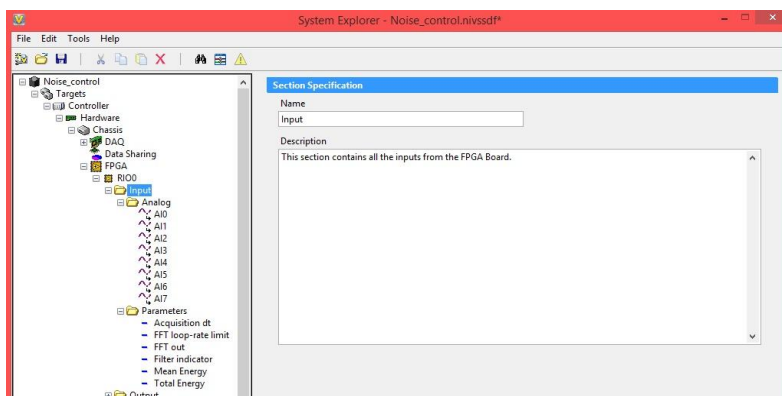 System Explorer - Noise_control.nivssdf*
File Edit Tools Help
Noise_control
Targets
Controller
Hardware
Chassis
DAQ
Data Sharing
FPGA
RIO0
Input
Analog
AI0
AI1
AI2
AI3
AI4
AI5
AI6
AI7
Parameters
Acquisition dt
FFT loop-rate limit
FFT out
Filter indicator
Mean Energy
Total Energy
Output
Section Specification
Name
Input
Description
This section contains all the inputs from the FPGA Board.